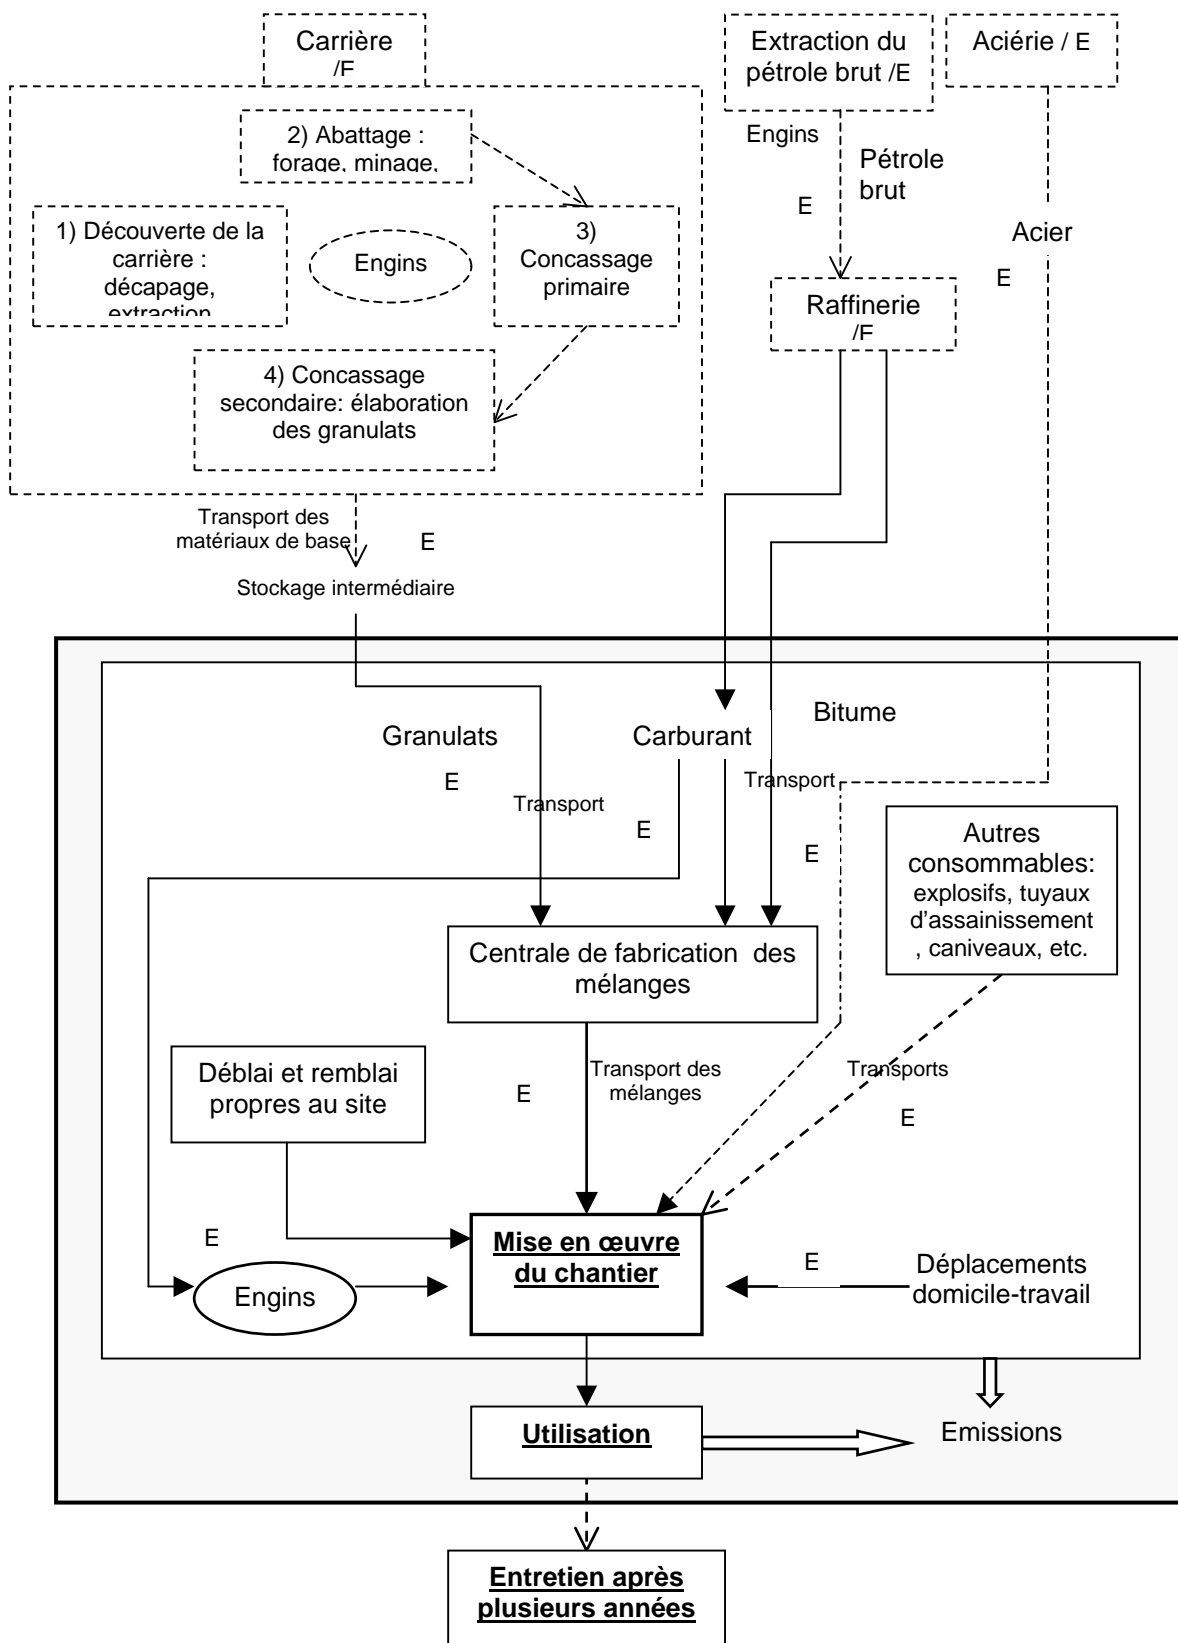 Carrière
/F
Extraction du
pétrole brut /E
Aciérie / E
2) Abattage :
forage, minage,
Engins
Pétrole
brut
E
1) Découverte de la
carrière :
décapage,
extraction
Engins
3)
Concassage
primaire
Acier
E
Raffinerie
/F
4) Concassage
secondaire: élaboration
des granulats
Transport des
matériaux de base
E
Stockage intermédiaire
Granulats
E
Transport
Carburant
E
Bitume
Transport
E
Autres
consommables:
explosifs, tuyaux
d'assainissement
, caniveaux, etc.
Centrale de fabrication des
mélanges
Déblai et remblai
propres au site
E
Transport des
mélanges
Transports
E
E
Engins
Mise en œuvre
du chantier
E
Déplacements
domicile-travail
Utilisation
Emissions
Entretien après
plusieurs années